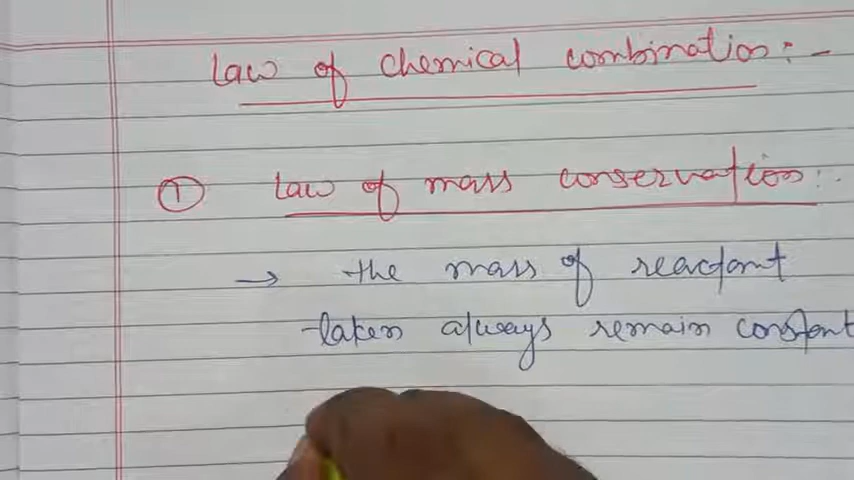 Law of chemical combination: -
① Law of mass conservation:-
→ the mass of reactant
taken always remain constant